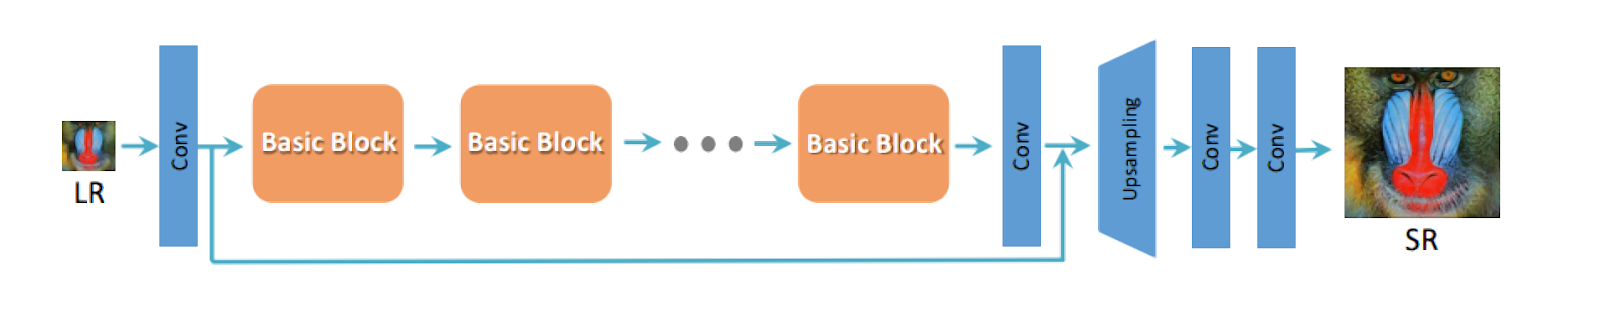 LR
Conv
Basic Block
Basic Block
Basic Block
Conv
Upsampling
Conv
Conv
SR